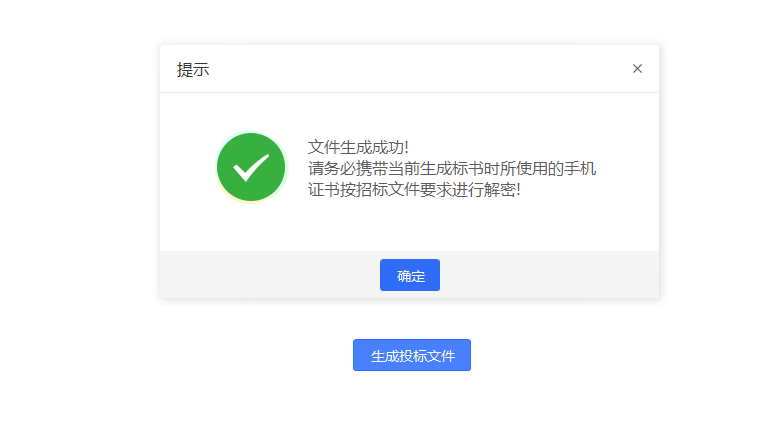 提示
文件生成成功!
请务必携带当前生成标书时所使用的手机
证书按招标文件要求进行解密!
确定
生成投标文件